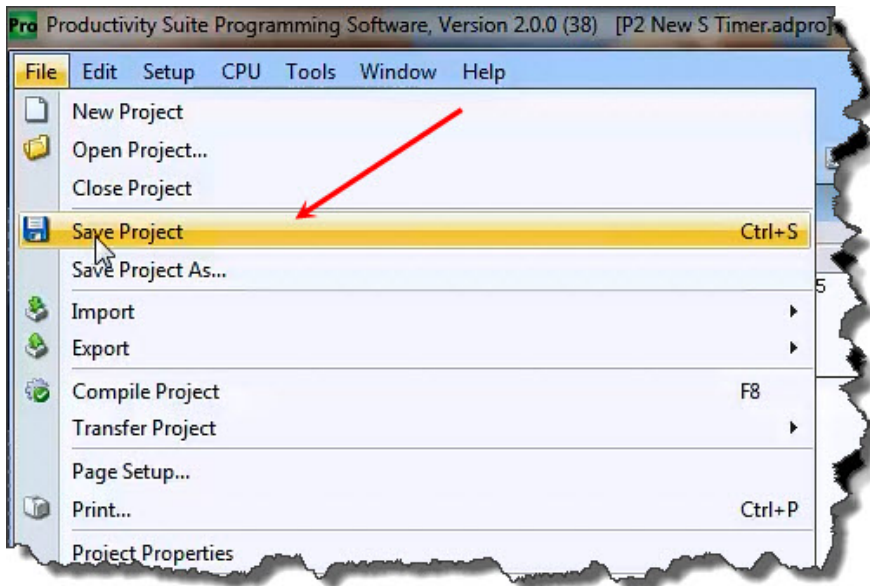 Pro Productivity Suite Programming Software, Version 2.0.0 (38) [P2 New S Timer.adpro]
File Edit Setup CPU Tools Window Help
New Project
Open Project...
Close Project
Save Project Ctrl+S
Save Project As...
5
Import
Export
Compile Project F8
Transfer Project
Page Setup...
Print... Ctrl+P
Project Properties